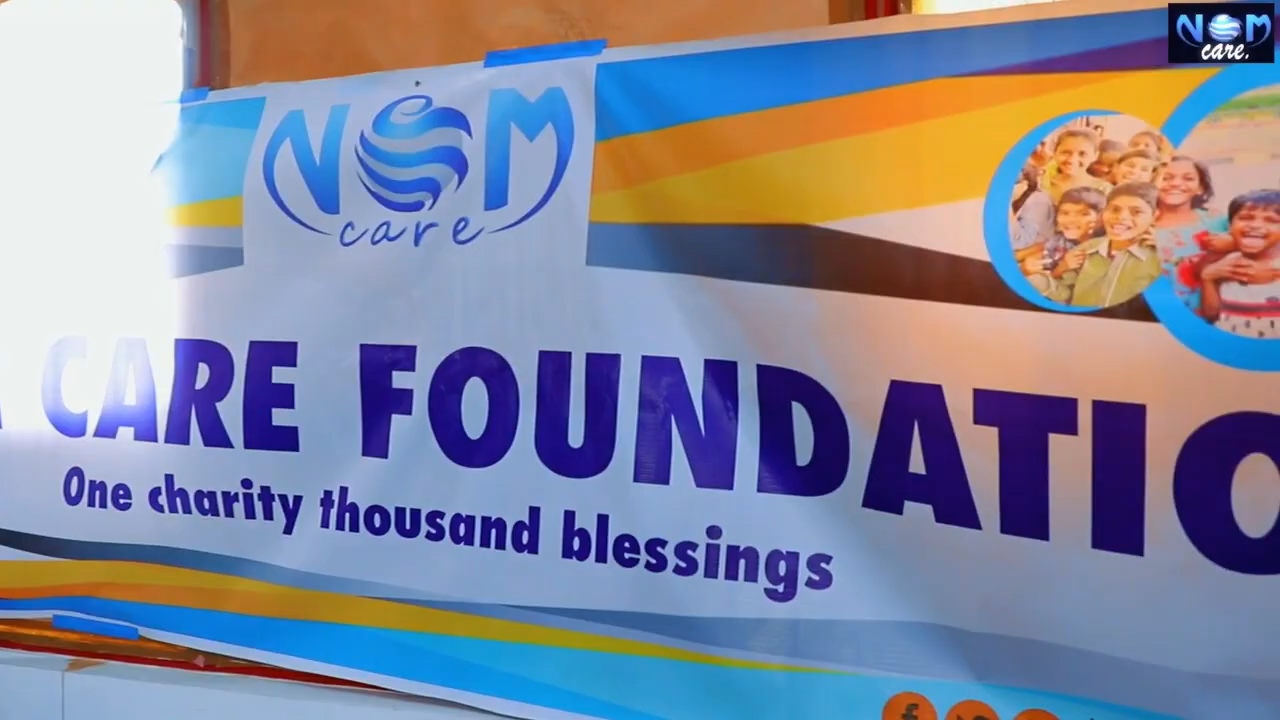 NOM
care.
NOM
care
CARE FOUNDATIO
One charity thousand blessings
f